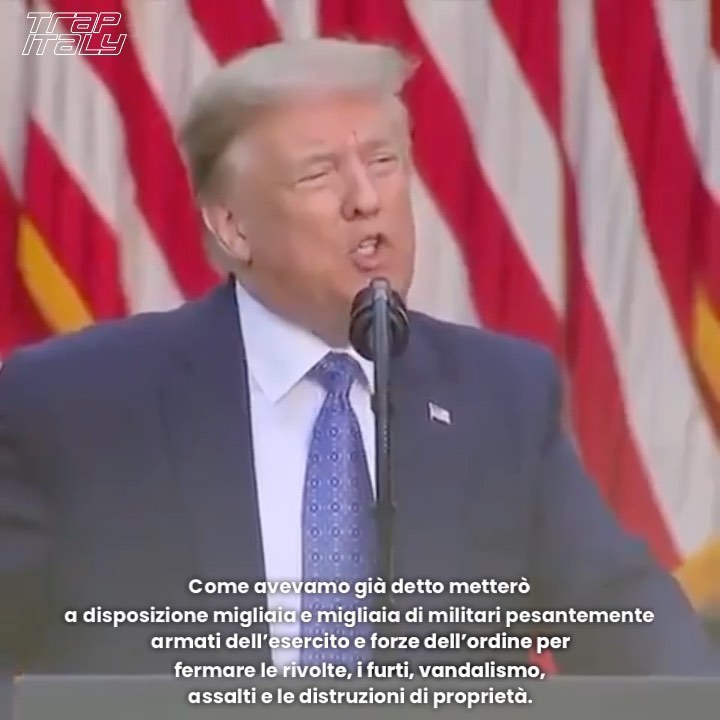 TRAP
ITALY
Come avevamo già detto metterò
a disposizione migliaia e migliaia di militari pesantemente
armati dell'esercito e forze dell'ordine per
fermare le rivolte, i furti, vandalismo,
assalti e le distruzioni di proprietà.